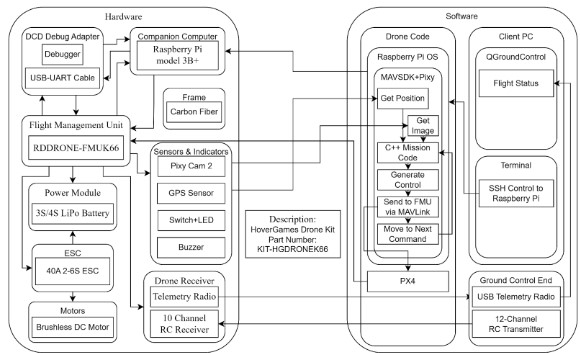 Hardware
DCD Debug Adapter
Debugger
USB-UART Cable
Companion Computer
Raspberry Pi
model 3B+
Frame
Carbon Fiber
Flight Management Unit
RDDRONE-FMUK66
Sensors & Indicators
Pixy Cam 2
GPS Sensor
Switch+LED
Buzzer
Power Module
3S/4S LiPo Battery
ESC
40A 2-6S ESC
Motors
Brushless DC Motor
Drone Receiver
Telemetry Radio
10 Channel
RC Receiver
Description:
HoverGames Drone Kit
Part Number:
KIT-HGDRONEK66
Software
Drone Code
Raspberry Pi OS
MAVSDK+Pixy
Get Position
Get
Image
C++ Mission
Code
Generate
Control
Send to FMU
via MAVLink
Move to Next
Command
PX4
Client PC
QGroundControl
Flight Status
Terminal
SSH Control to
Raspberry Pi
Ground Control End
USB Telemetry Radio
12-Channel
RC Transmitter